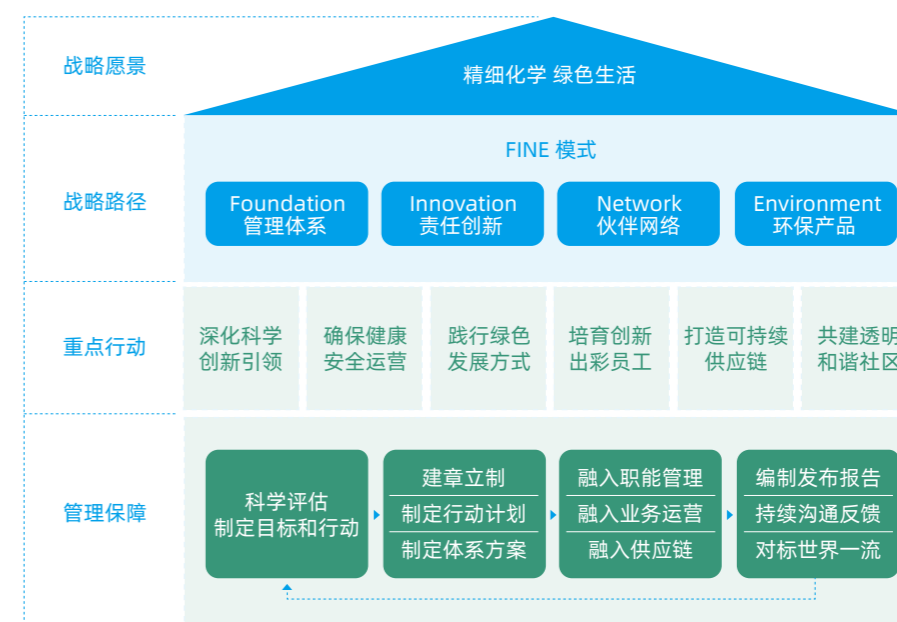 战略愿景
精细化学 绿色生活
战略路径
FINE 模式
Foundation
管理体系
Innovation
责任创新
Network
伙伴网络
Environment
环保产品
重点行动
深化科学
创新引领
确保健康
安全运营
践行绿色
发展方式
培育创新
出彩员工
打造可持续
供应链
共建透明
和谐社区
管理保障
科学评估
制定目标和行动
建章立制
制定行动计划
制定体系方案
融入职能管理
融入业务运营
融入供应链
编制发布报告
持续沟通反馈
对标世界一流